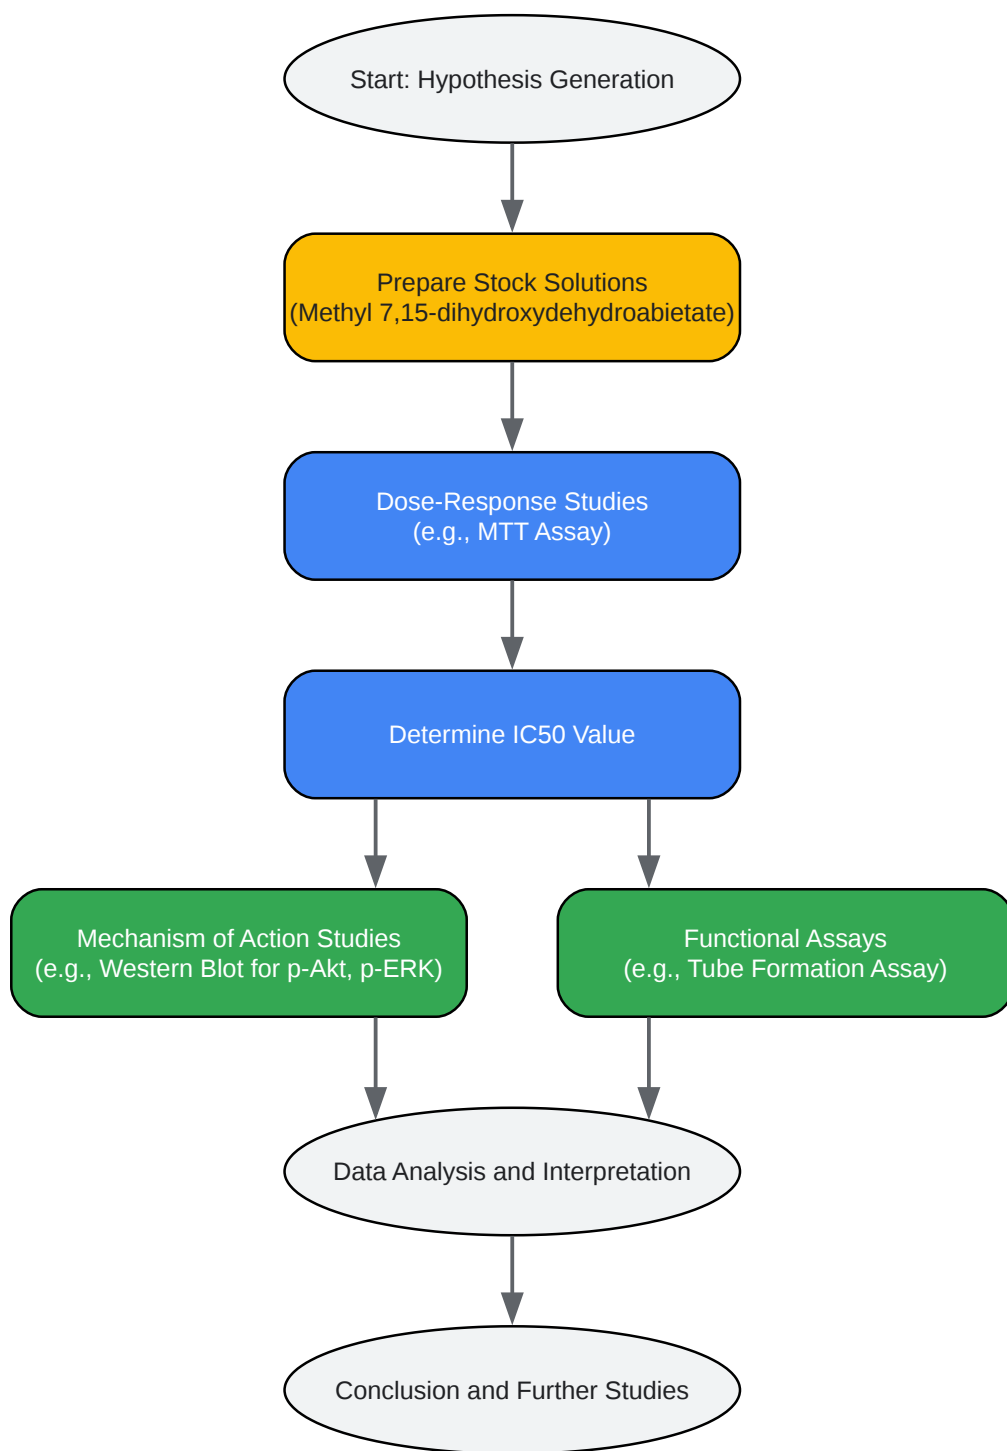 Start: Hypothesis Generation
Prepare Stock Solutions
(Methyl 7,15-dihydroxydehydroabietate)
Dose-Response Studies
(e.g., MTT Assay)
Determine IC50 Value
Mechanism of Action Studies
(e.g., Western Blot for p-Akt, p-ERK)
Functional Assays
(e.g., Tube Formation Assay)
Data Analysis and Interpretation
Conclusion and Further Studies